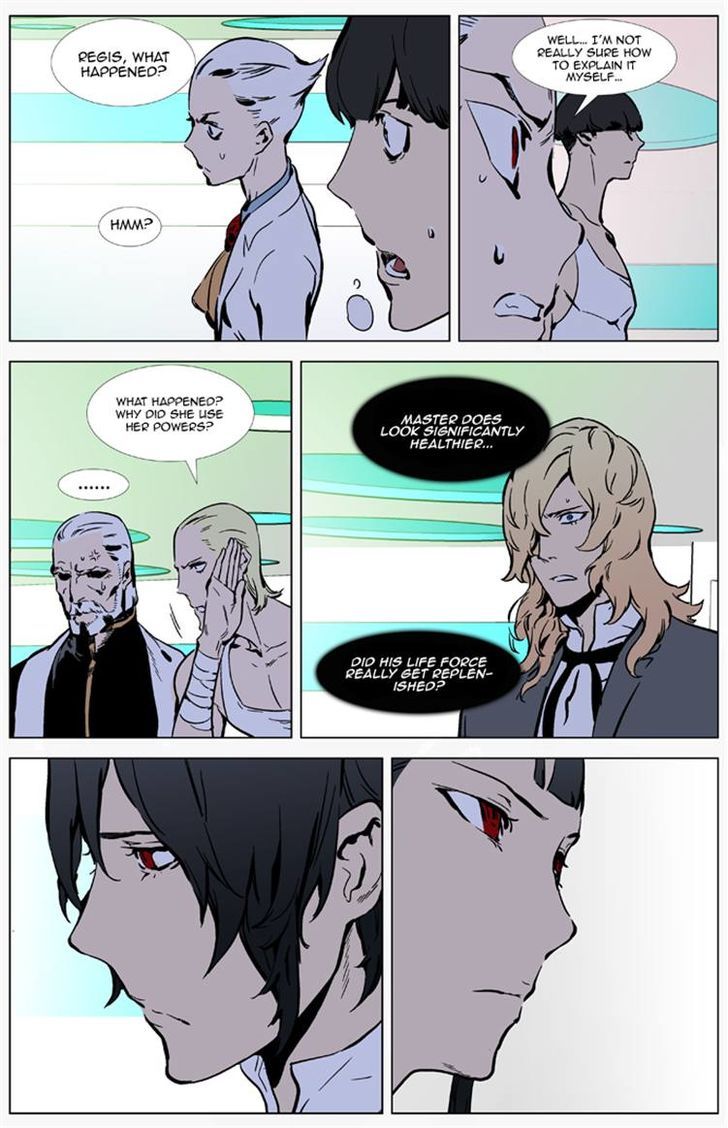 REGIS, WHAT
HAPPENED?
HMM?
WELL... I'M NOT
REALLY SURE HOW
TO EXPLAIN IT
MYSELF...
WHAT HAPPENED?
WHY DID SHE USE
HER POWERS?
......
MASTER DOES
LOOK SIGNIFICANTLY
HEALTHIER...
DID HIS LIFE FORCE
REALLY GET REPLEN-
ISHED?